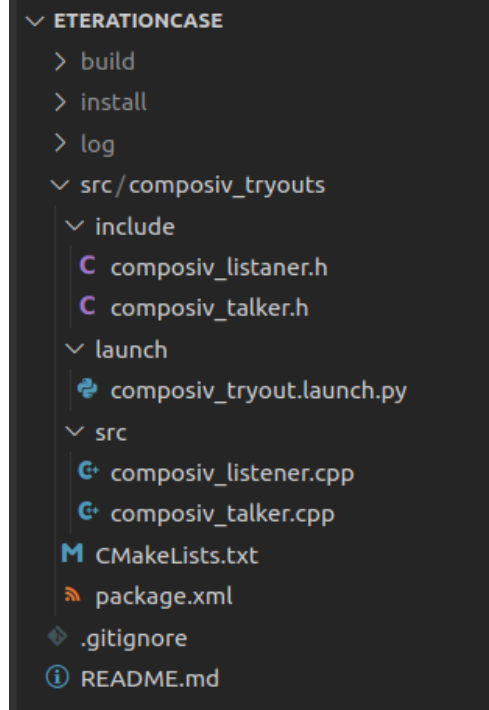 ETERATIONCASE
build
install
log
src/composiv_tryouts
include
C composiv_listaner.h
C composiv_talker.h
launch
composiv_tryout.launch.py
src
composiv_listener.cpp
composiv_talker.cpp
M CMakeLists.txt
package.xml
.gitignore
README.md